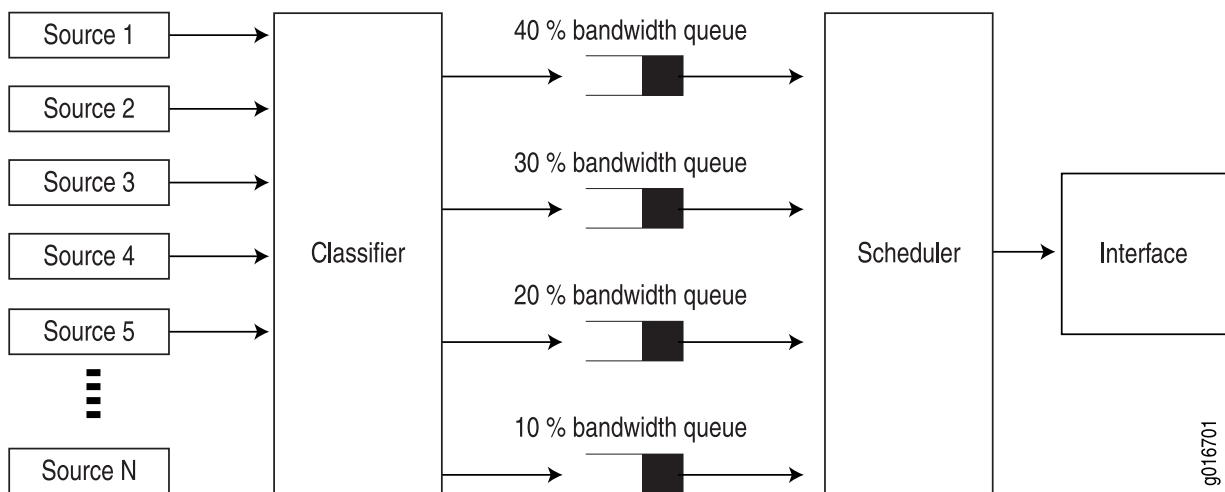 Source 1
Source 2
Source 3
Source 4
Source 5
Source N
Classifier
40 % bandwidth queue
30 % bandwidth queue
20 % bandwidth queue
10 % bandwidth queue
Scheduler
Interface
g016701